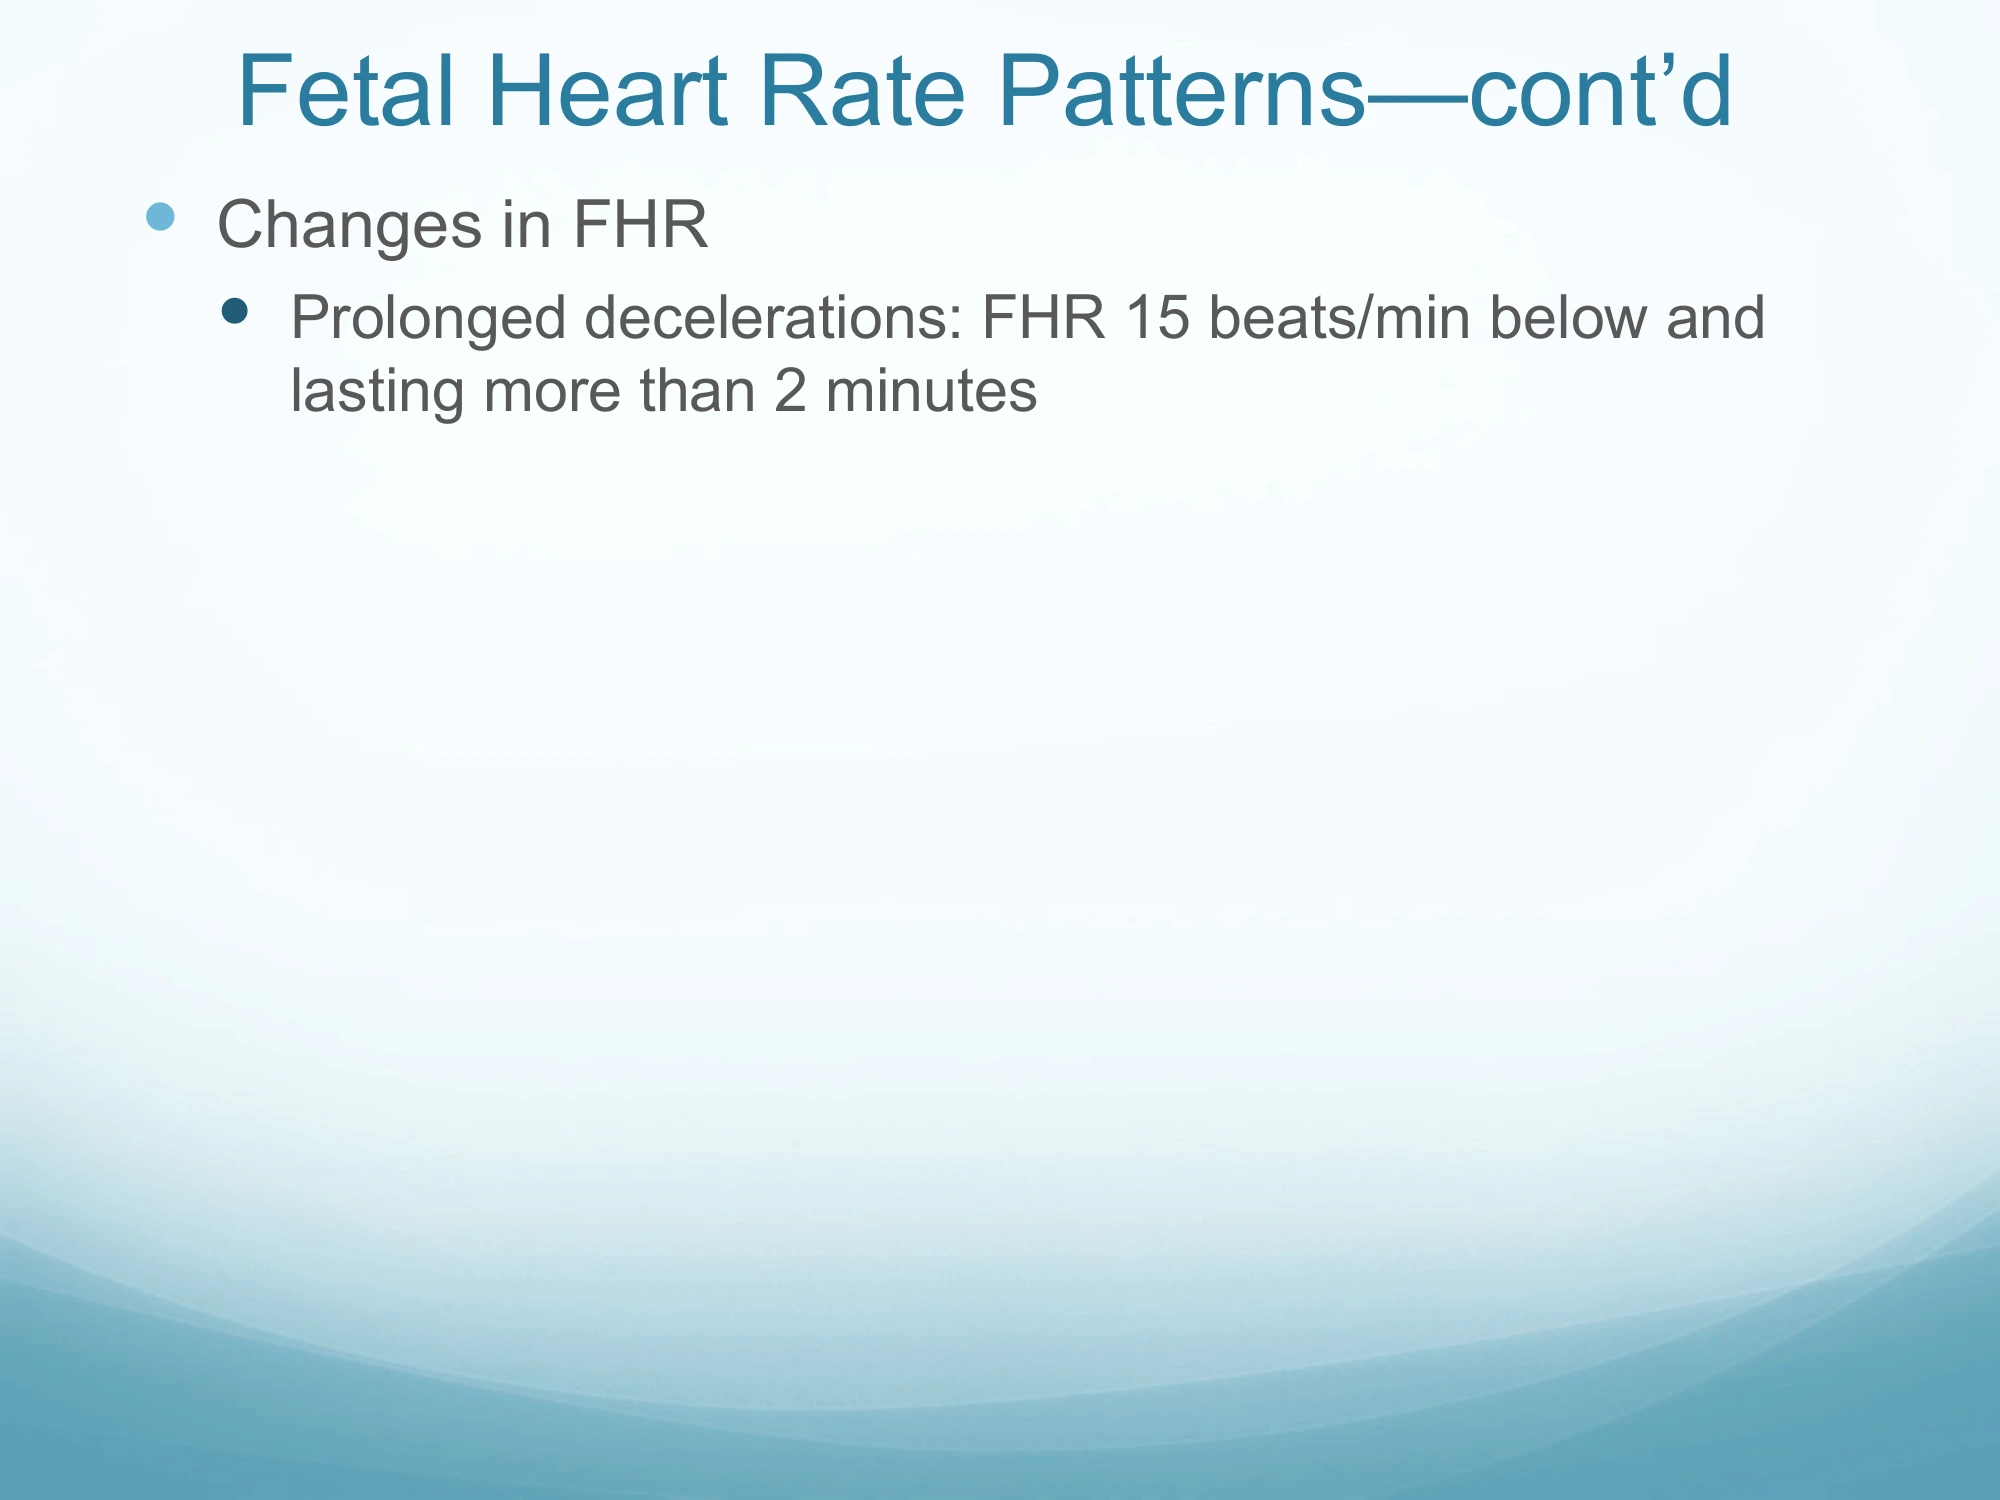 Fetal Heart Rate Patterns—cont’d
Changes in FHR
Prolonged decelerations: FHR 15 beats/min below and
lasting more than 2 minutes